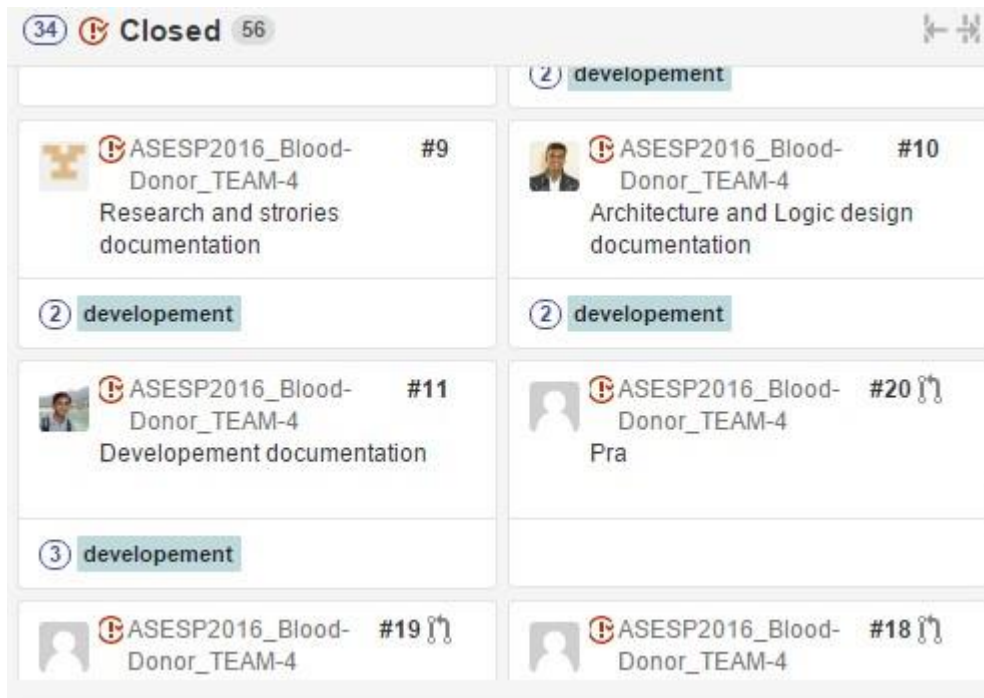 34 Closed 56
2 developement
ASESP2016_Blood- #9
Donor_TEAM-4
Research and strories
documentation
2 developement
ASESP2016_Blood- #10
Donor_TEAM-4
Architecture and Logic design
documentation
2 developement
ASESP2016_Blood- #11
Donor_TEAM-4
Developement documentation
3 developement
ASESP2016_Blood- #20
Donor_TEAM-4
Pra
ASESP2016_Blood- #19
Donor_TEAM-4
ASESP2016_Blood- #18
Donor_TEAM-4